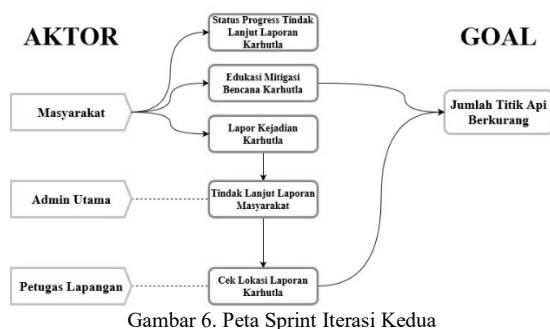 AKTOR
GOAL
Status Progress Tindak
Lanjut Laporan
Karhutla
Edukasi Mitigasi
Bencana Karhutla
Masyarakat
Jumlah Titik Api
Berkurang
Lapor Kejadian
Karhutla
Admin Utama
Tindak Lanjut Laporan
Masyarakat
Petugas Lapangan
Cek Lokasi Laporan
Karhutla
Gambar 6. Peta Sprint Iterasi Kedua